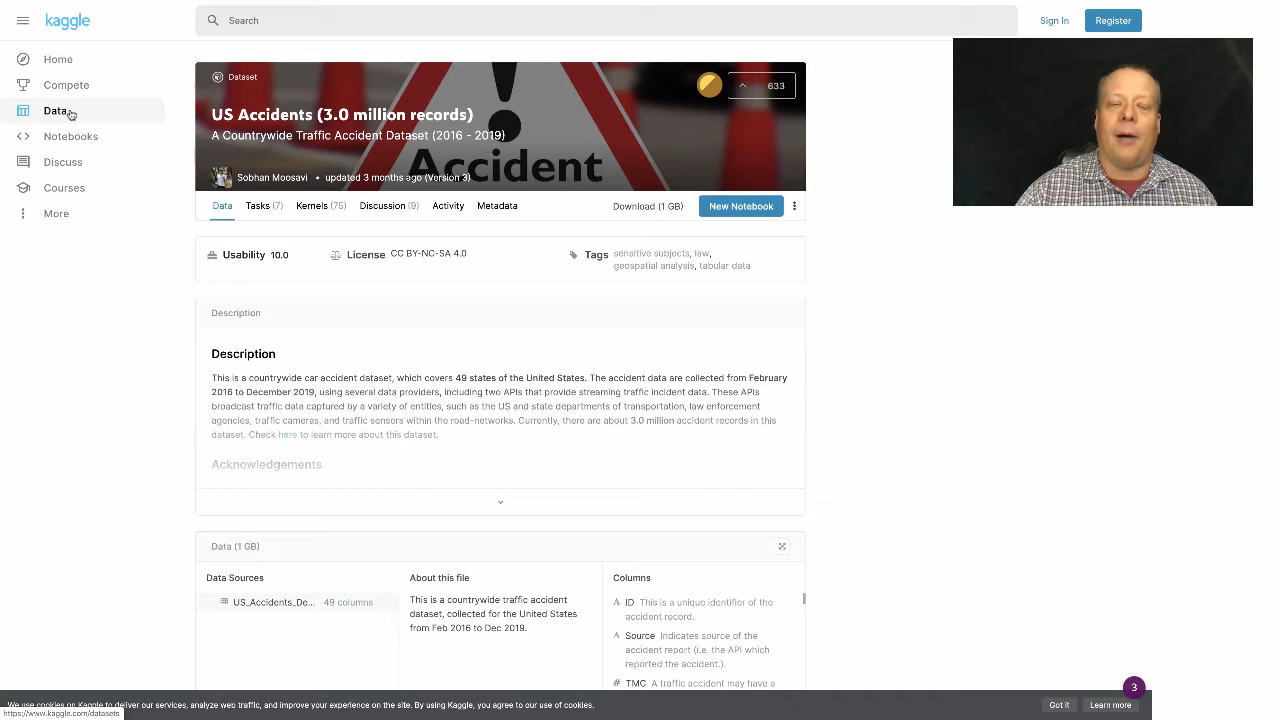 kaggle
Search
Sign In
Register
Home
Compete
Data
Notebooks
Discuss
Courses
More
Dataset
633
US Accidents (3.0 million records)
A Countrywide Traffic Accident Dataset (2016 - 2019)
Accident
Sobhan Moosavi • updated 3 months ago (Version 3)
Data Tasks (7) Kernels (75) Discussion (9) Activity Metadata Download (1 GB) New Notebook
Usability 10.0 License CC BY-NC-SA 4.0 Tags sensitive subjects, law,
geospatial analysis, tabular data
Description
Description
This is a countrywide car accident dataset, which covers 49 states of the United States. The accident data are collected from February
2016 to December 2019, using several data providers, including two APIs that provide streaming traffic incident data. These APIs
broadcast traffic data captured by a variety of entities, such as the US and state departments of transportation, law enforcement
agencies, traffic cameras, and traffic sensors within the road-networks. Currently, there are about 3.0 million accident records in this
dataset. Check here to learn more about this dataset.
Acknowledgements
Data (1 GB)
Data Sources
US_Accidents_De... 49 columns
About this file
This is a countrywide traffic accident
dataset, collected for the United States
from Feb 2016 to Dec 2019.
Columns
A ID This is a unique identifier of the
accident record.
A Source Indicates source of the
accident report (i.e. the API which
reported the accident.).
# TMC A traffic accident may have a
3
We use cookies on Kaggle to deliver our services, analyze web traffic, and improve your experience on the site. By using Kaggle, you agree to our use of cookies.
Got it
Learn more
https://www.kaggle.com/datasets